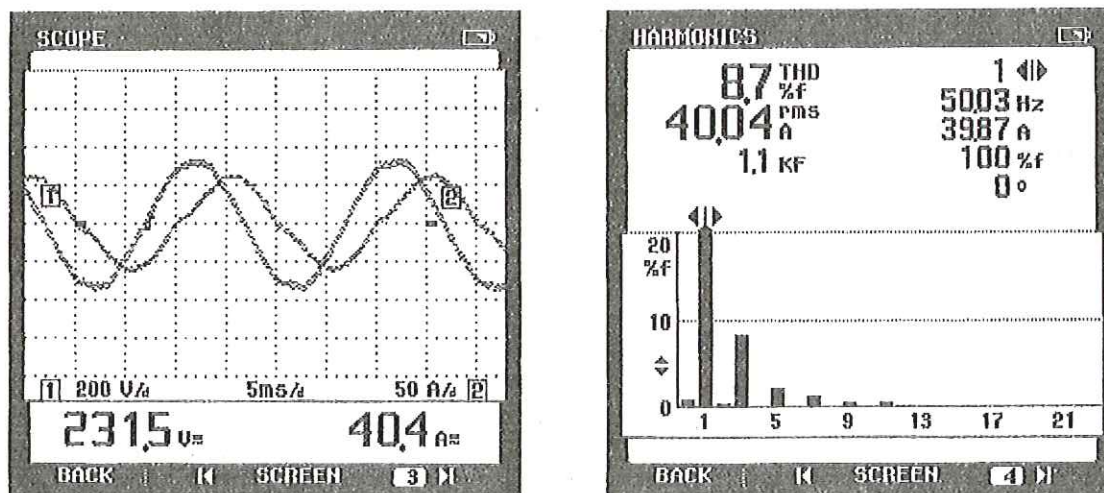 SCOPE
1 2
1 200 V/d 5ms/d 50 A/d 2
231,5 V≂ 40,4 A≂
BACK SCREEN 3
HARMONICS
8,7 THD %f 1
40,04 rms A 50,03 Hz
39,87 A
1,1 KF 100 %f
0 °
20
%f
10
0
1 5 9 13 17 21
BACK SCREEN 4